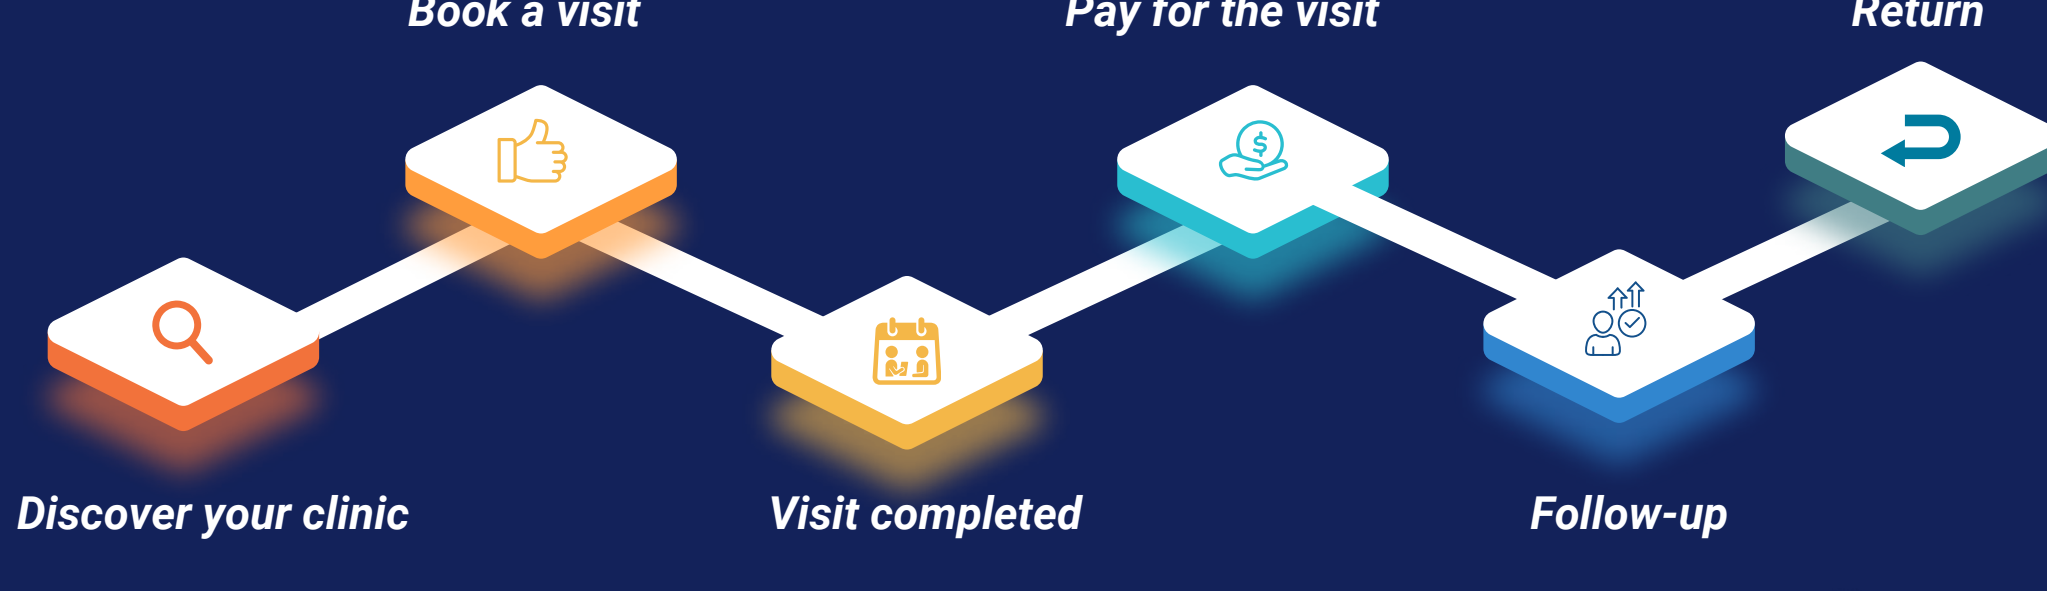 Book a visit
Pay for the visit
Return
$
Discover your clinic
Visit completed
Follow-up